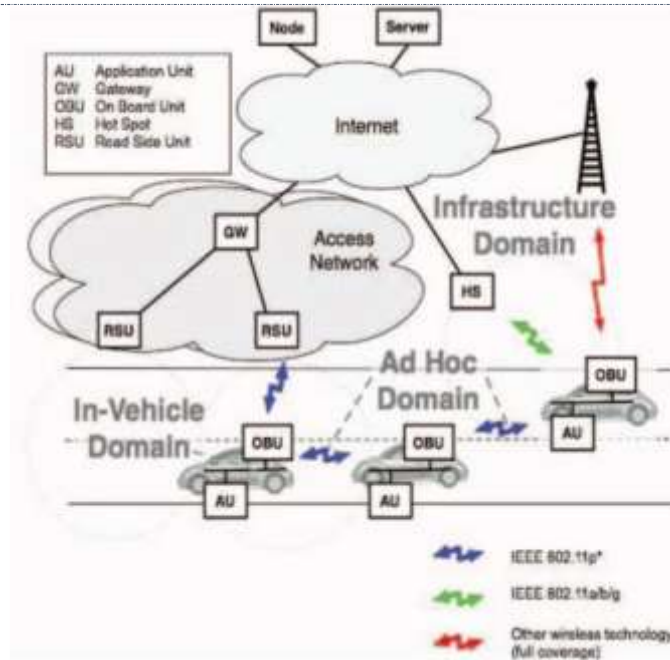 Node
Server
AU Application Unit
GW Gateway
OBU On Board Unit
HS Hot Spot
RSU Road Side Unit
Internet
Infrastructure
Domain
GW
Access
Network
HS
RSU
RSU
Ad Hoc
Domain
OBU
In-Vehicle
Domain
OBU
OBU
AU
AU
AU
IEEE 802.11p*
IEEE 802.11a/b/g
Other wireless technology
(full coverage)